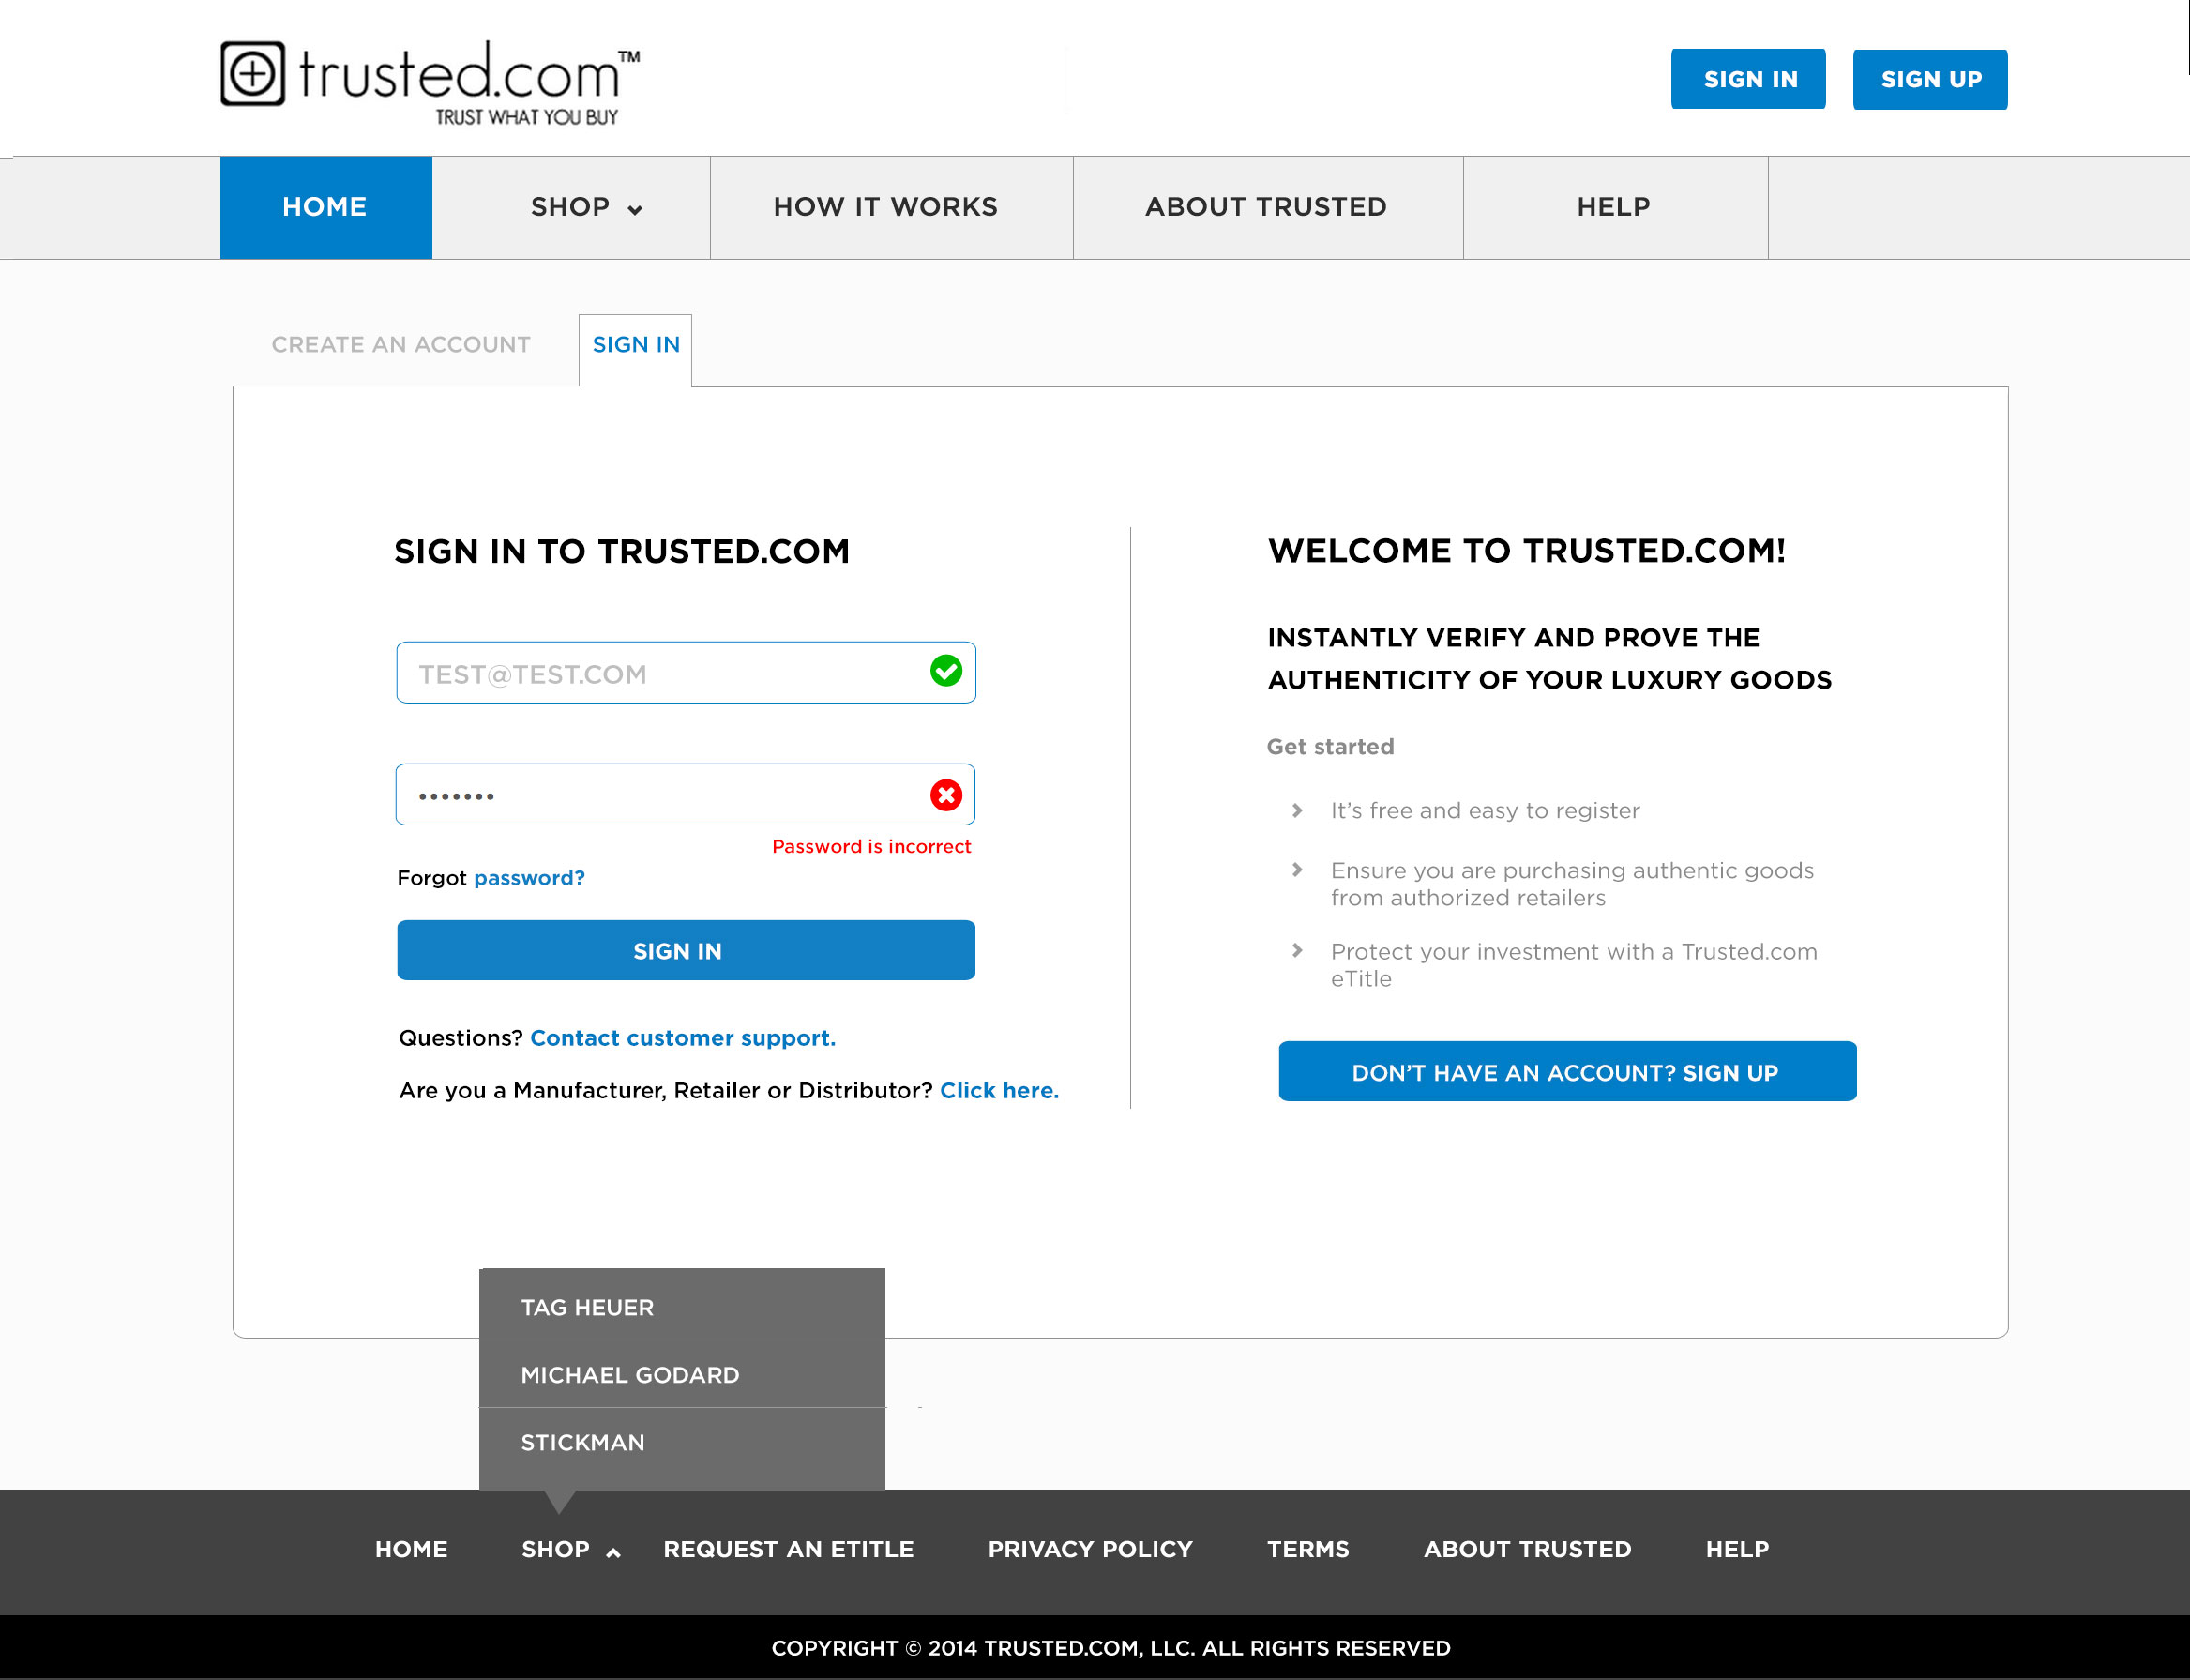 trusted.com™
TRUST WHAT YOU BUY
SIGN IN
SIGN UP
HOME
SHOP
HOW IT WORKS
ABOUT TRUSTED
HELP
CREATE AN ACCOUNT
SIGN IN
SIGN IN TO TRUSTED.COM
TEST@TEST.COM
•••••••
Password is incorrect
Forgot password?
SIGN IN
Questions? Contact customer support.
Are you a Manufacturer, Retailer or Distributor? Click here.
WELCOME TO TRUSTED.COM!
INSTANTLY VERIFY AND PROVE THE
AUTHENTICITY OF YOUR LUXURY GOODS
Get started
It’s free and easy to register
Ensure you are purchasing authentic goods
from authorized retailers
Protect your investment with a Trusted.com
eTitle
DON’T HAVE AN ACCOUNT? SIGN UP
TAG HEUER
MICHAEL GODARD
STICKMAN
HOME
SHOP
REQUEST AN ETITLE
PRIVACY POLICY
TERMS
ABOUT TRUSTED
HELP
COPYRIGHT © 2014 TRUSTED.COM, LLC. ALL RIGHTS RESERVED